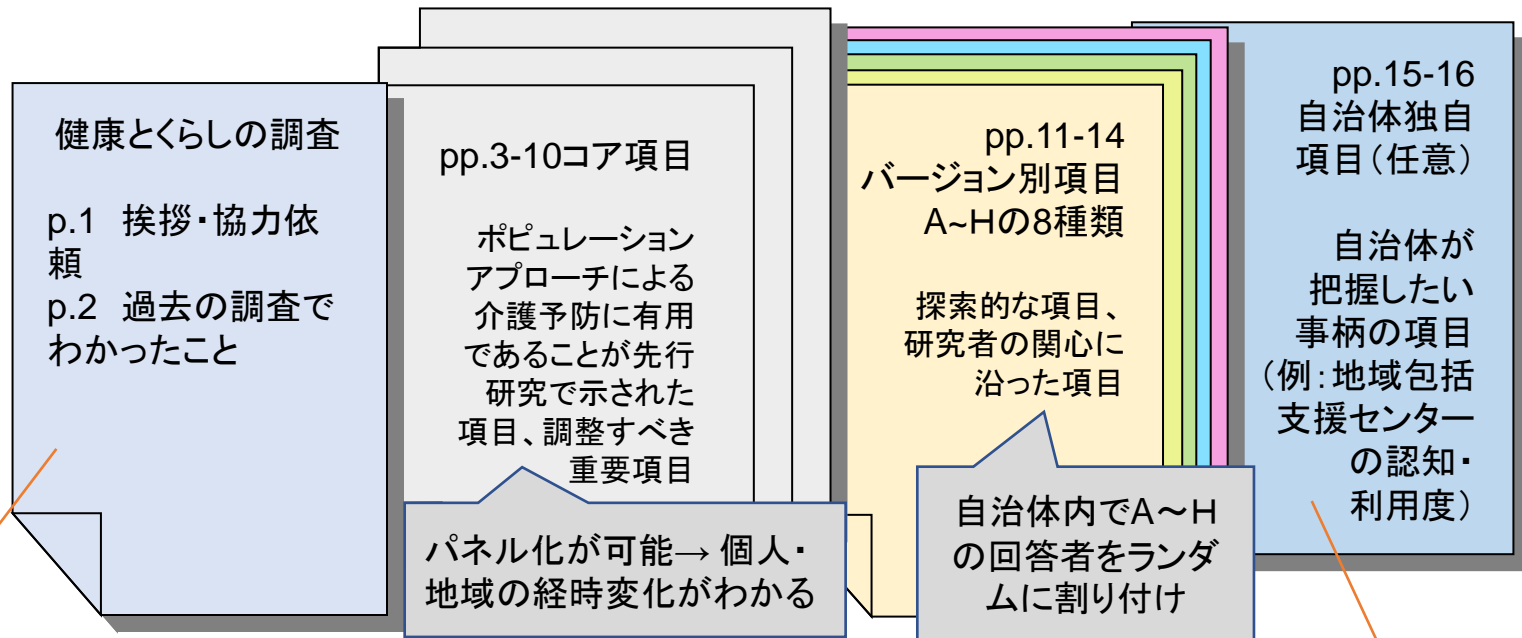 健康とくらしの調査
p.1 挨拶・協力依
頼
p.2 過去の調査で
わかったこと
pp.3-10コア項目
ポピュレーション
アプローチによる
介護予防に有用
であることが先行
研究で示された
項目、調整すべき
重要項目
パネル化が可能→ 個人・
地域の経時変化がわかる
pp.11-14
バージョン別項目
A~Hの8種類
探索的な項目、
研究者の関心に
沿った項目
自治体内でA～H
の回答者をランダ
ムに割り付け
pp.15-16
自治体独自
項目（任意）
自治体が
把握したい
事柄の項目
（例：地域包括
支援センター
の認知・
利用度）